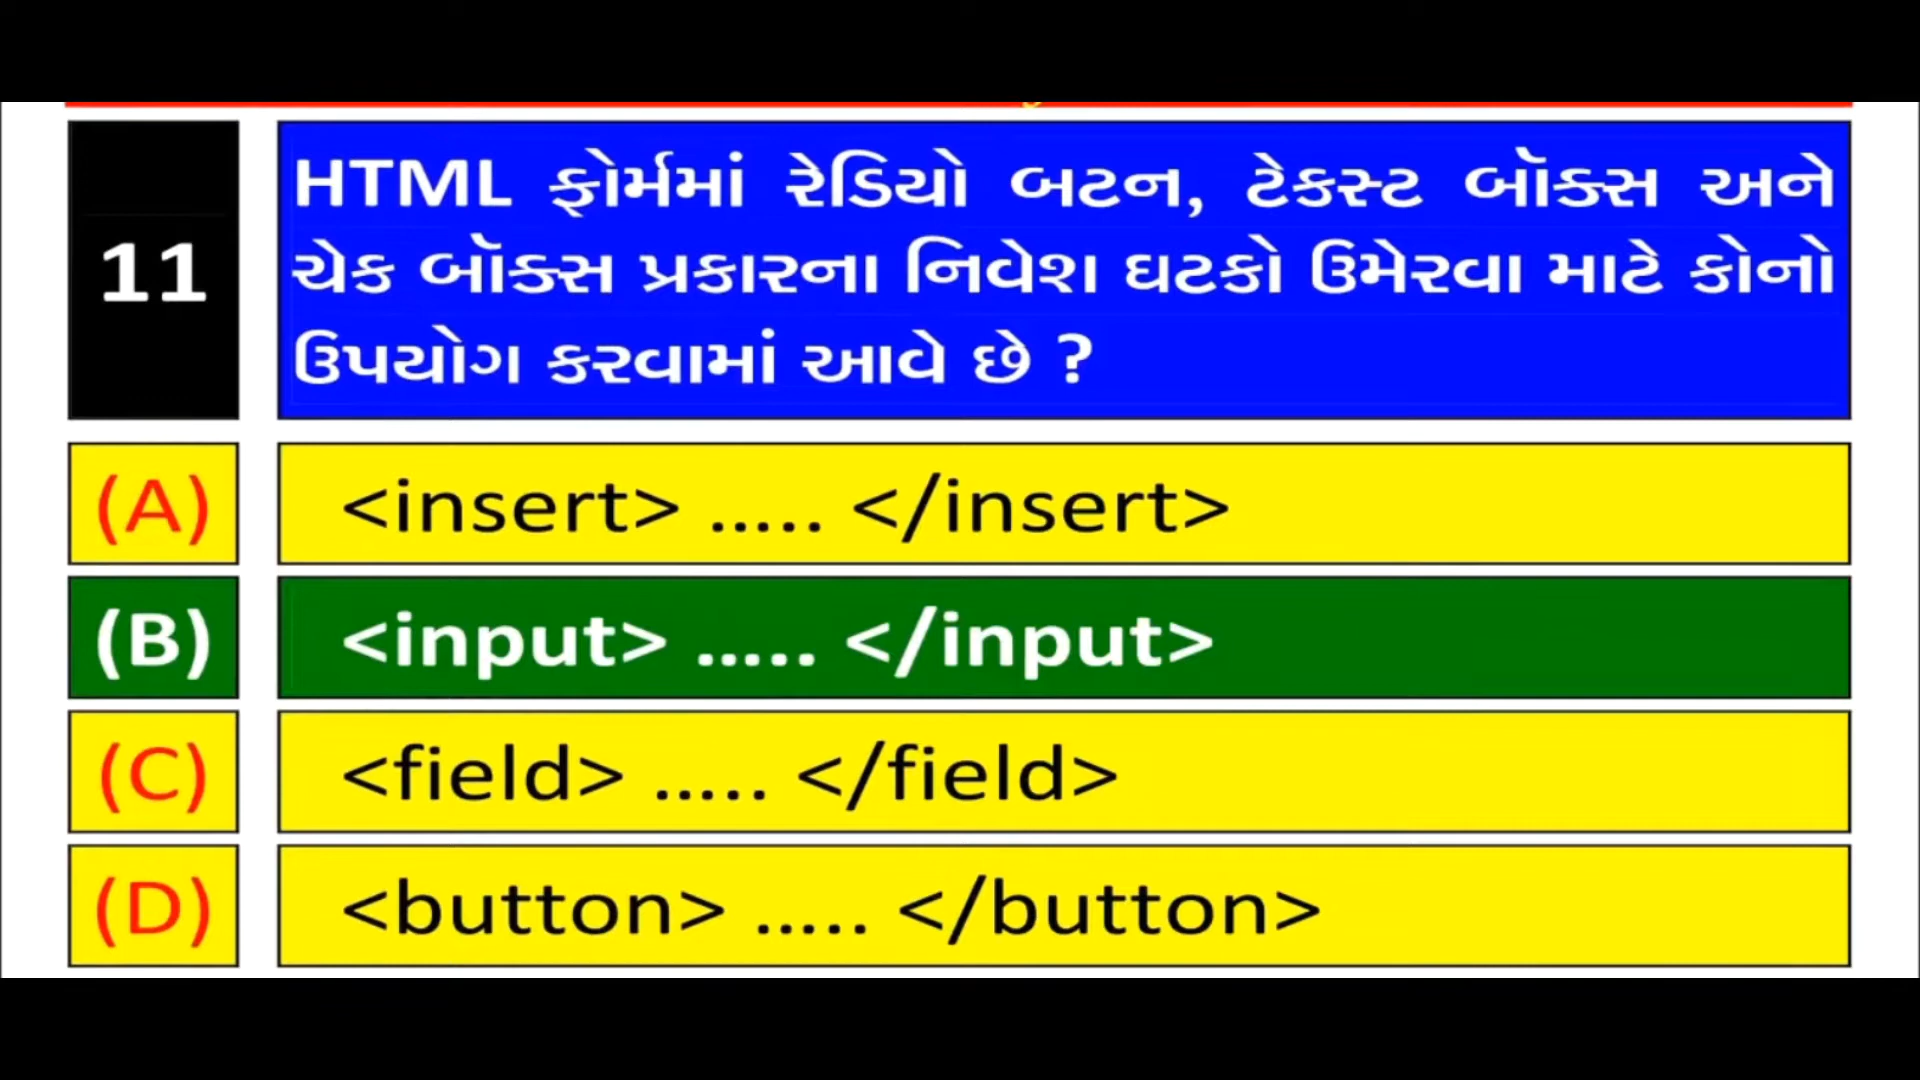 11
HTML ફોર્મમાં રેડિયો બટન, ટેકસ્ટ બૉક્સ અને
ચેક બૉક્સ પ્રકારના નિવેશ ઘટકો ઉમેરવા માટે કોનો
ઉપયોગ કરવામાં આવે છે ?
(A) <insert> ..... </insert>
(B) <input> ..... </input>
(C) <field> ..... </field>
(D) <button> ..... </button>